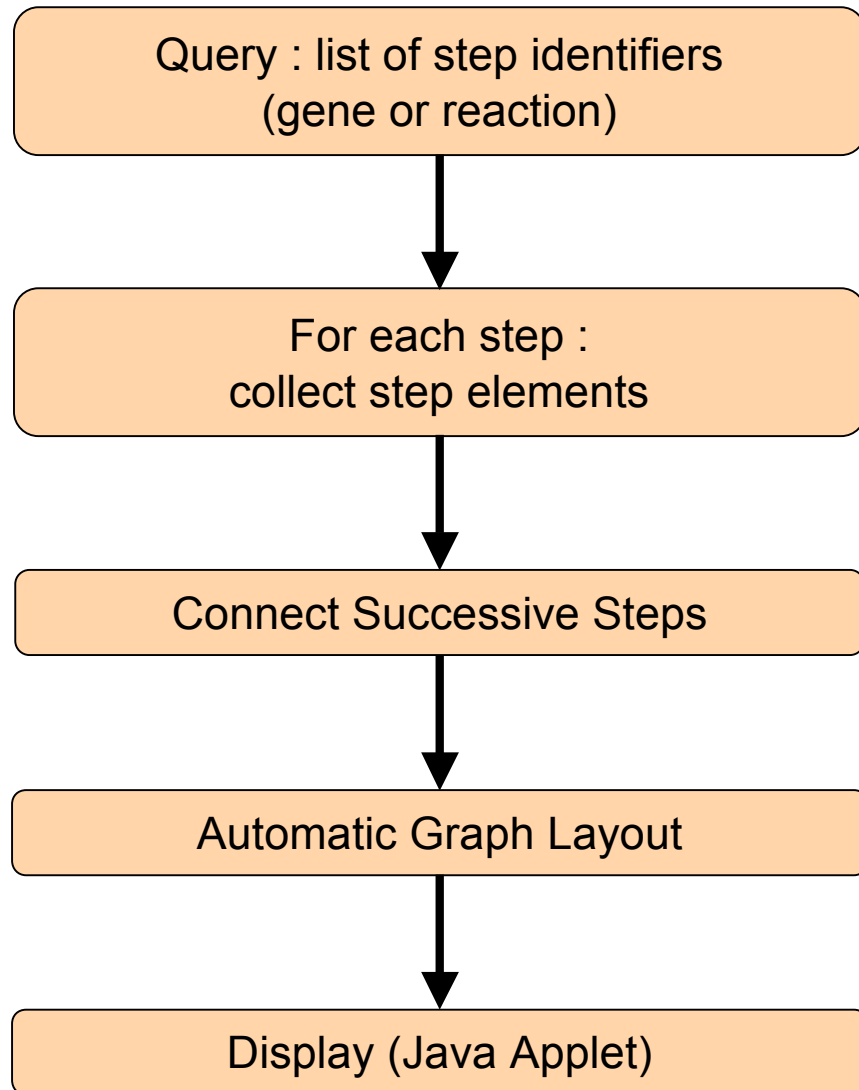 Query : list of step identifiers
(gene or reaction)
For each step :
collect step elements
Connect Successive Steps
Automatic Graph Layout
Display (Java Applet)